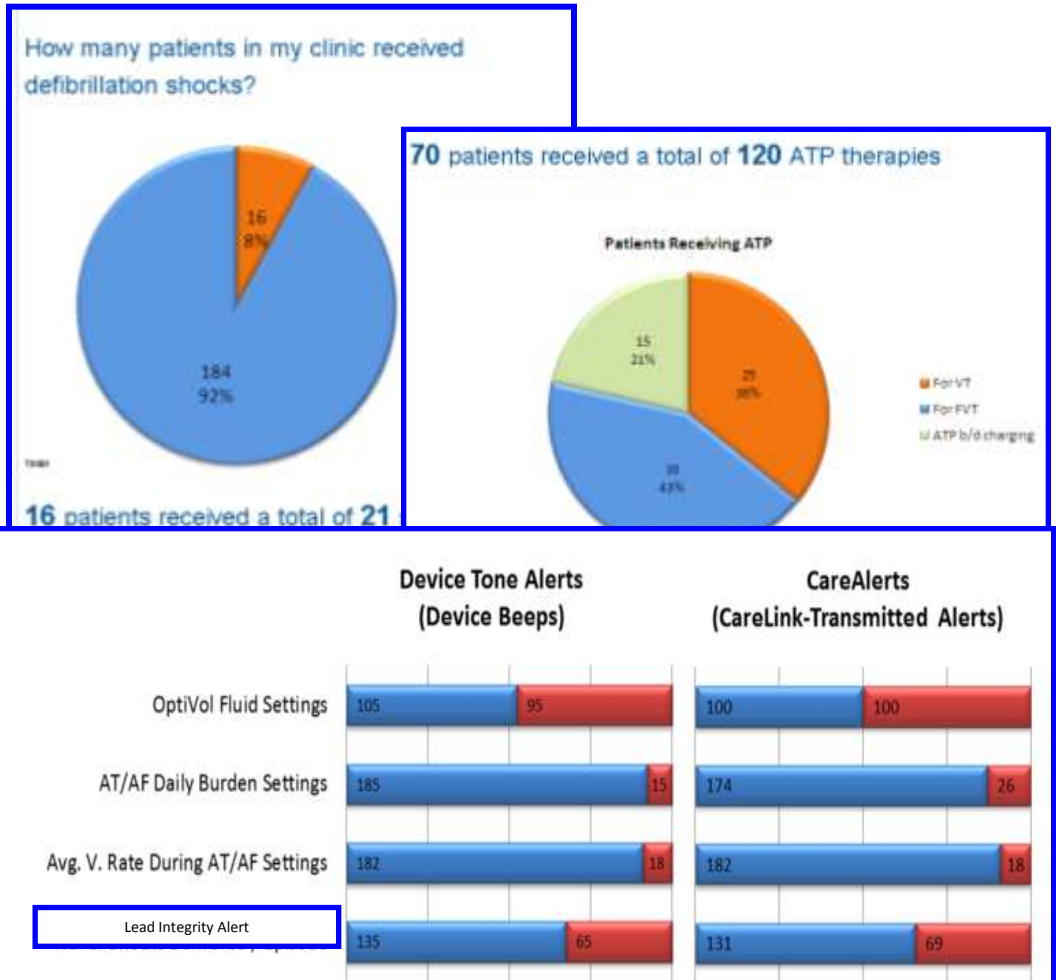 How many patients in my clinic received
defibrillation shocks?
16
8%
184
92%
16 patients received a total of 21
70 patients received a total of 120 ATP therapies
Patients Receiving ATP
15
21%
25
36%
30
43%
For VT
For FVT
ATP b/d charging
Device Tone Alerts
(Device Beeps)
CareAlerts
(CareLink-Transmitted Alerts)
OptiVol Fluid Settings
105 95
100 100
AT/AF Daily Burden Settings
185 15
174 26
Avg. V. Rate During AT/AF Settings
182 18
182 18
Lead Integrity Alert
135 65
131 69